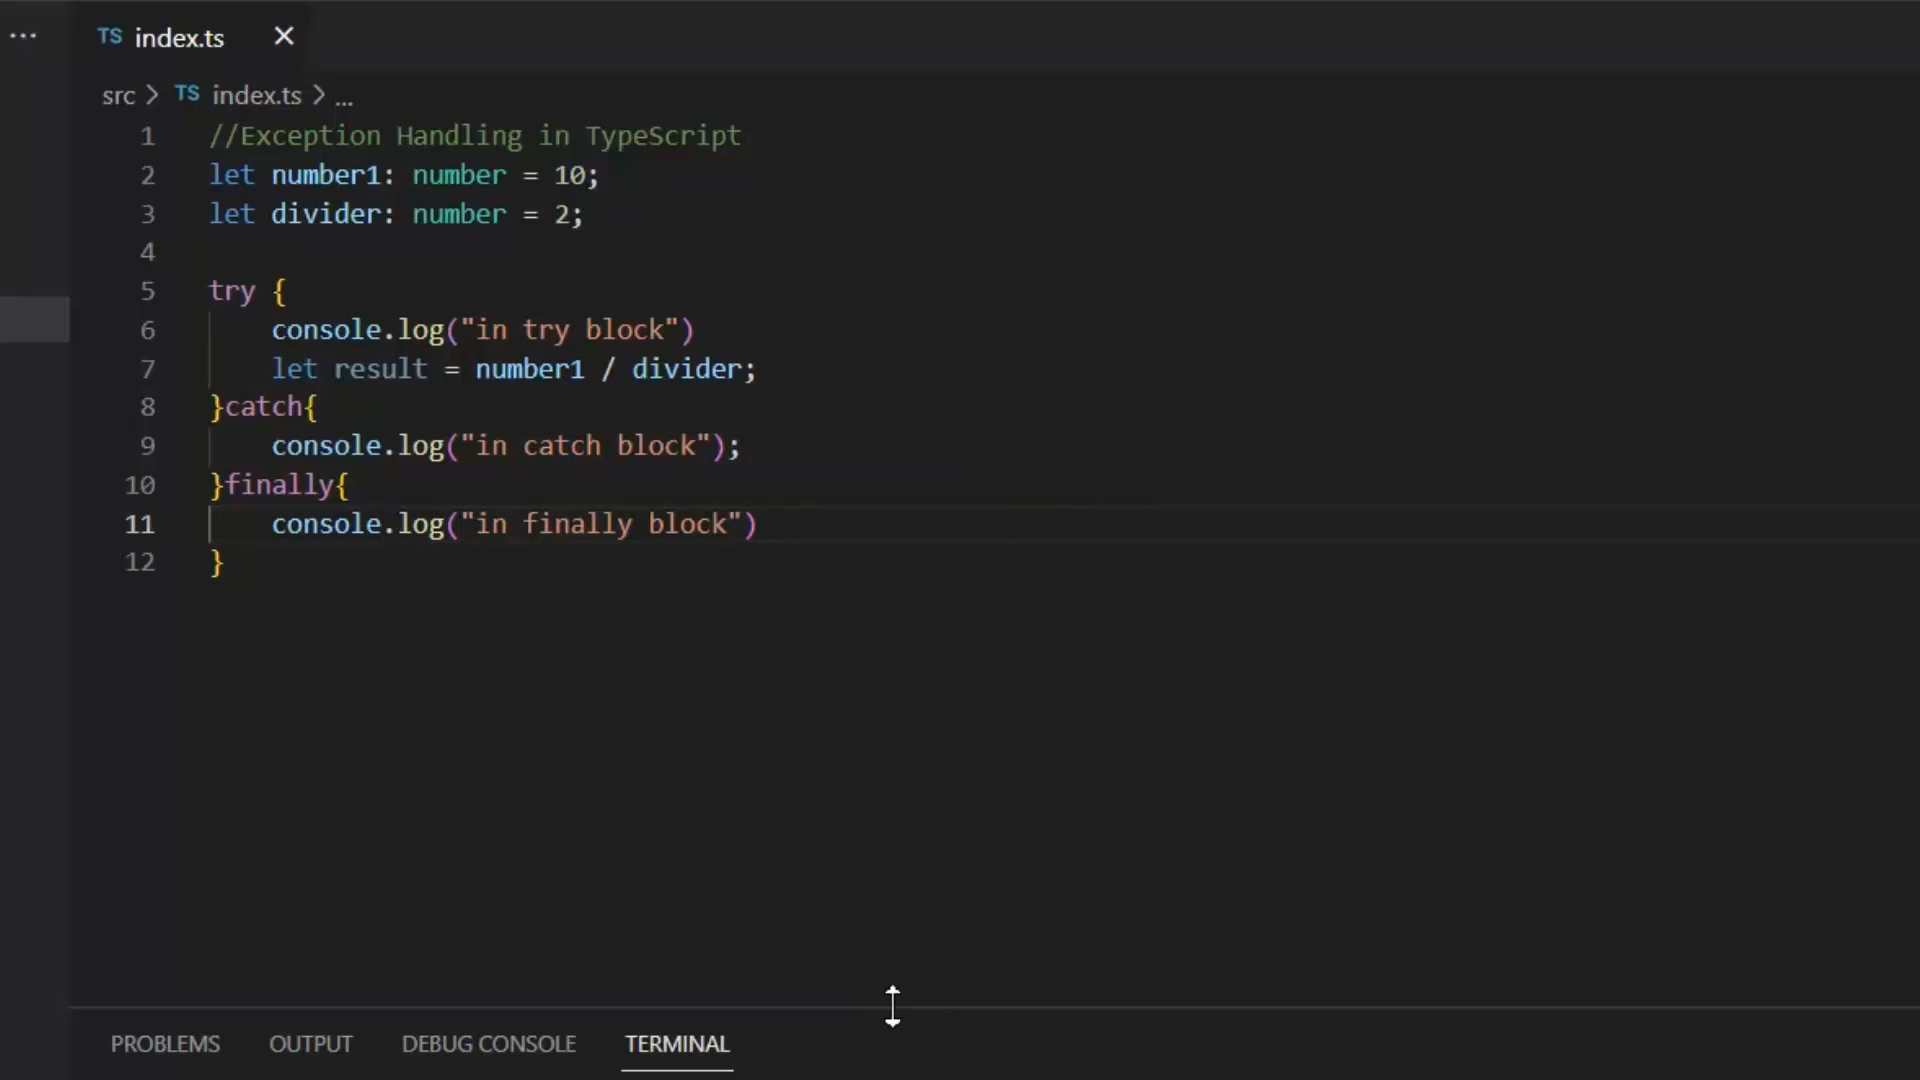 ... TS index.ts ×
src > TS index.ts > ...
1 //Exception Handling in TypeScript
2 let number1: number = 10;
3 let divider: number = 2;
4
5 try {
6     console.log("in try block")
7     let result = number1 / divider;
8 }catch{
9     console.log("in catch block");
10 }finally{
11     console.log("in finally block")
12 }
PROBLEMS OUTPUT DEBUG CONSOLE TERMINAL